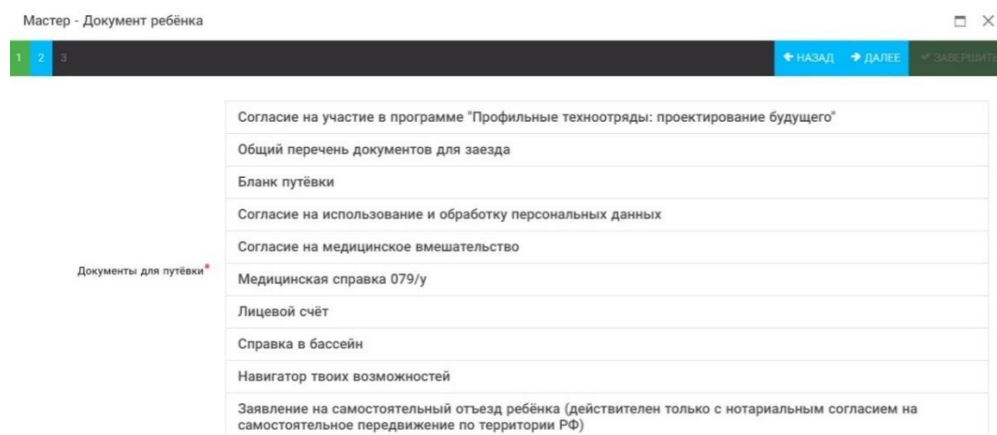 Мастер - Документ ребёнка
1 2 3 НАЗАД ДАЛЕЕ ЗАВЕРШИТЬ
Согласие на участие в программе "Профильные техноотряды: проектирование будущего"
Общий перечень документов для заезда
Бланк путёвки
Согласие на использование и обработку персональных данных
Согласие на медицинское вмешательство
Документы для путёвки*
Медицинская справка 079/у
Лицевой счёт
Справка в бассейн
Навигатор твоих возможностей
Заявление на самостоятельный отъезд ребёнка (действителен только с нотариальным согласием на
самостоятельное передвижение по территории РФ)